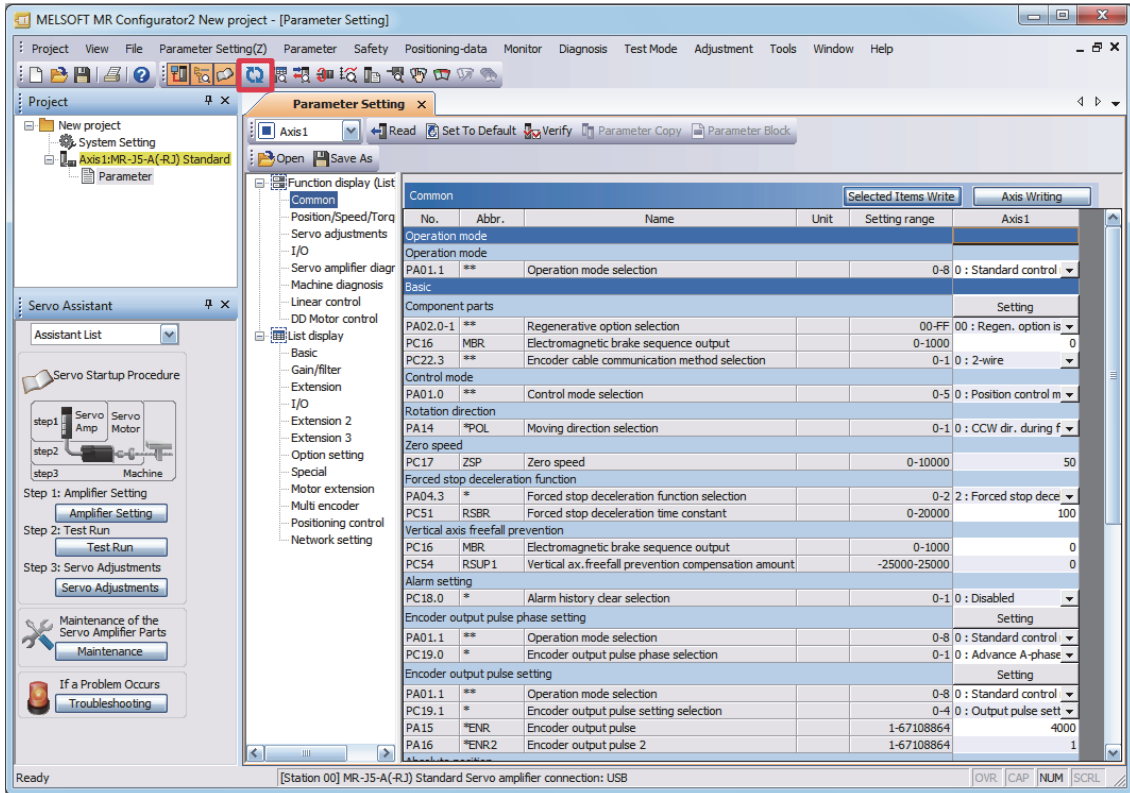 MELSOFT MR Configurator2 New project - [Parameter Setting]
Project View File Parameter Setting(Z) Parameter Safety Positioning-data Monitor Diagnosis Test Mode Adjustment Tools Window Help
Project
New project
System Setting
Axis1:MR-J5-A(-RJ) Standard
Parameter
Servo Assistant
Assistant List
Servo Startup Procedure
step1 Servo Amp Servo Motor
step2
step3 Machine
Step 1: Amplifier Setting
Amplifier Setting
Step 2: Test Run
Test Run
Step 3: Servo Adjustments
Servo Adjustments
Maintenance of the
Servo Amplifier Parts
Maintenance
If a Problem Occurs
Troubleshooting
Parameter Setting
Axis1 Read Set To Default Verify Parameter Copy Parameter Block
Open Save As
Function display (List
Common
Position/Speed/Torq
Servo adjustments
I/O
Servo amplifier diagr
Machine diagnosis
Linear control
DD Motor control
List display
Basic
Gain/filter
Extension
I/O
Extension 2
Extension 3
Option setting
Special
Motor extension
Multi encoder
Positioning control
Network setting
Common Selected Items Write Axis Writing
No. Abbr. Name Unit Setting range Axis1
Operation mode
Operation mode
PA01.1 ** Operation mode selection 0-8 0 : Standard control
Basic
Component parts Setting
PA02.0-1 ** Regenerative option selection 00-FF 00 : Regen. option is
PC16 MBR Electromagnetic brake sequence output 0-1000 0
PC22.3 ** Encoder cable communication method selection 0-1 0 : 2-wire
Control mode
PA01.0 ** Control mode selection 0-5 0 : Position control m
Rotation direction
PA14 *POL Moving direction selection 0-1 0 : CCW dir. during f
Zero speed
PC17 ZSP Zero speed 0-10000 50
Forced stop deceleration function
PA04.3 * Forced stop deceleration function selection 0-2 2 : Forced stop dece
PC51 RSBR Forced stop deceleration time constant 0-20000 100
Vertical axis freefall prevention
PC16 MBR Electromagnetic brake sequence output 0-1000 0
PC54 RSUP1 Vertical ax.freefall prevention compensation amount -25000-25000 0
Alarm setting
PC18.0 * Alarm history clear selection 0-1 0 : Disabled
Encoder output pulse phase setting Setting
PA01.1 ** Operation mode selection 0-8 0 : Standard control
PC19.0 * Encoder output pulse phase selection 0-1 0 : Advance A-phase
Encoder output pulse setting Setting
PA01.1 ** Operation mode selection 0-8 0 : Standard control
PC19.1 * Encoder output pulse setting selection 0-4 0 : Output pulse sett
PA15 *ENR Encoder output pulse 1-67108864 4000
PA16 *ENR2 Encoder output pulse 2 1-67108864 1
Ready [Station 00] MR-J5-A(-RJ) Standard Servo amplifier connection: USB OVR CAP NUM SCRL